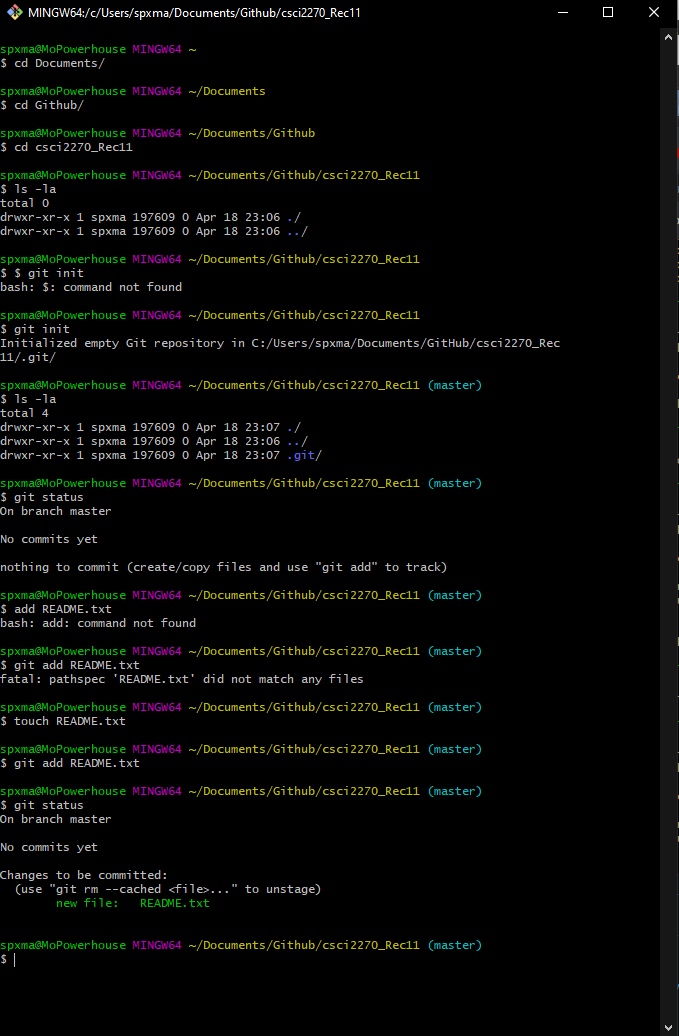 MINGW64:/c/Users/spxma/Documents/Github/csci2270_Rec11
spxma@MoPowerhouse MINGW64 ~
$ cd Documents/
spxma@MoPowerhouse MINGW64 ~/Documents
$ cd Github/
spxma@MoPowerhouse MINGW64 ~/Documents/Github
$ cd csci2270_Rec11
spxma@MoPowerhouse MINGW64 ~/Documents/Github/csci2270_Rec11
$ ls -la
total 0
drwxr-xr-x 1 spxma 197609 0 Apr 18 23:06 ./
drwxr-xr-x 1 spxma 197609 0 Apr 18 23:06 ../
spxma@MoPowerhouse MINGW64 ~/Documents/Github/csci2270_Rec11
$ $ git init
bash: $: command not found
spxma@MoPowerhouse MINGW64 ~/Documents/Github/csci2270_Rec11
$ git init
Initialized empty Git repository in C:/Users/spxma/Documents/GitHub/csci2270_Rec
11/.git/
spxma@MoPowerhouse MINGW64 ~/Documents/Github/csci2270_Rec11 (master)
$ ls -la
total 4
drwxr-xr-x 1 spxma 197609 0 Apr 18 23:07 ./
drwxr-xr-x 1 spxma 197609 0 Apr 18 23:06 ../
drwxr-xr-x 1 spxma 197609 0 Apr 18 23:07 .git/
spxma@MoPowerhouse MINGW64 ~/Documents/Github/csci2270_Rec11 (master)
$ git status
On branch master
No commits yet
nothing to commit (create/copy files and use "git add" to track)
spxma@MoPowerhouse MINGW64 ~/Documents/Github/csci2270_Rec11 (master)
$ add README.txt
bash: add: command not found
spxma@MoPowerhouse MINGW64 ~/Documents/Github/csci2270_Rec11 (master)
$ git add README.txt
fatal: pathspec 'README.txt' did not match any files
spxma@MoPowerhouse MINGW64 ~/Documents/Github/csci2270_Rec11 (master)
$ touch README.txt
spxma@MoPowerhouse MINGW64 ~/Documents/Github/csci2270_Rec11 (master)
$ git add README.txt
spxma@MoPowerhouse MINGW64 ~/Documents/Github/csci2270_Rec11 (master)
$ git status
On branch master
No commits yet
Changes to be committed:
(use "git rm --cached <file>..." to unstage)
new file:   README.txt
spxma@MoPowerhouse MINGW64 ~/Documents/Github/csci2270_Rec11 (master)
$